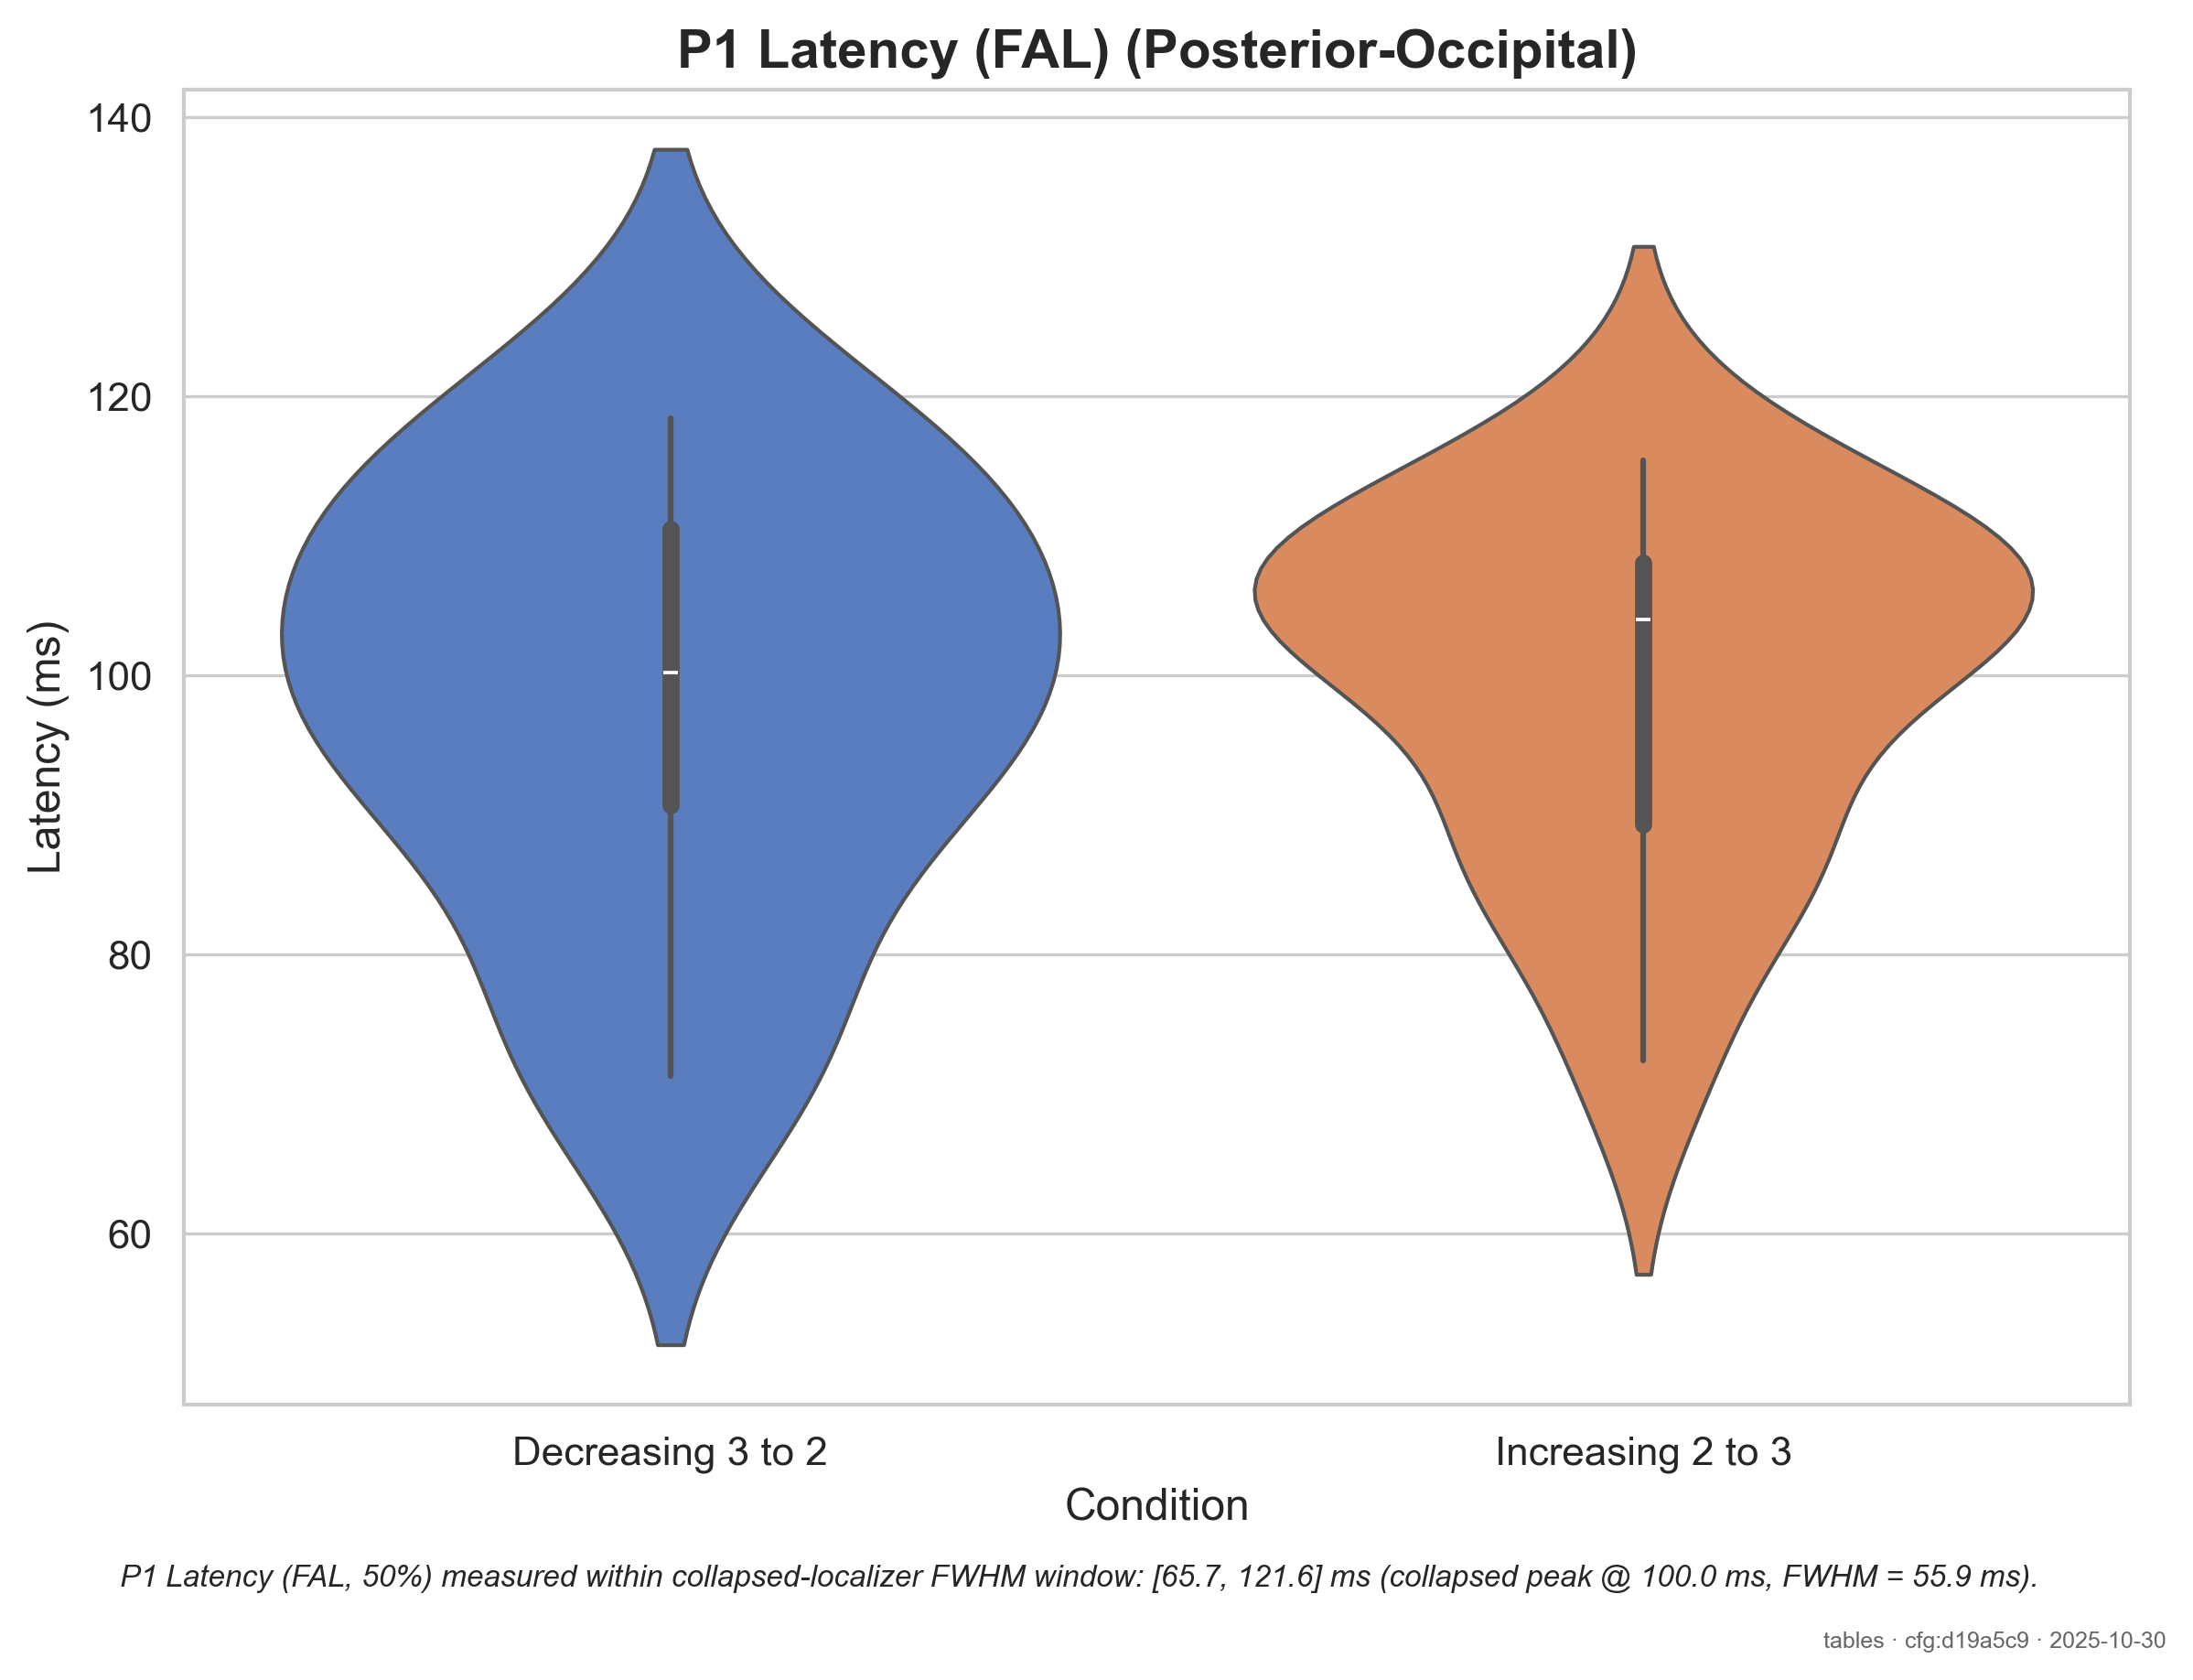 P1 Latency (FAL) (Posterior-Occipital)
140
120
100
80
60
Latency (ms)
Decreasing 3 to 2
Increasing 2 to 3
Condition
P1 Latency (FAL, 50%) measured within collapsed-localizer FWHM window: [65.7, 121.6] ms (collapsed peak @ 100.0 ms, FWHM = 55.9 ms).
tables · cfg:d19a5c9 · 2025-10-30